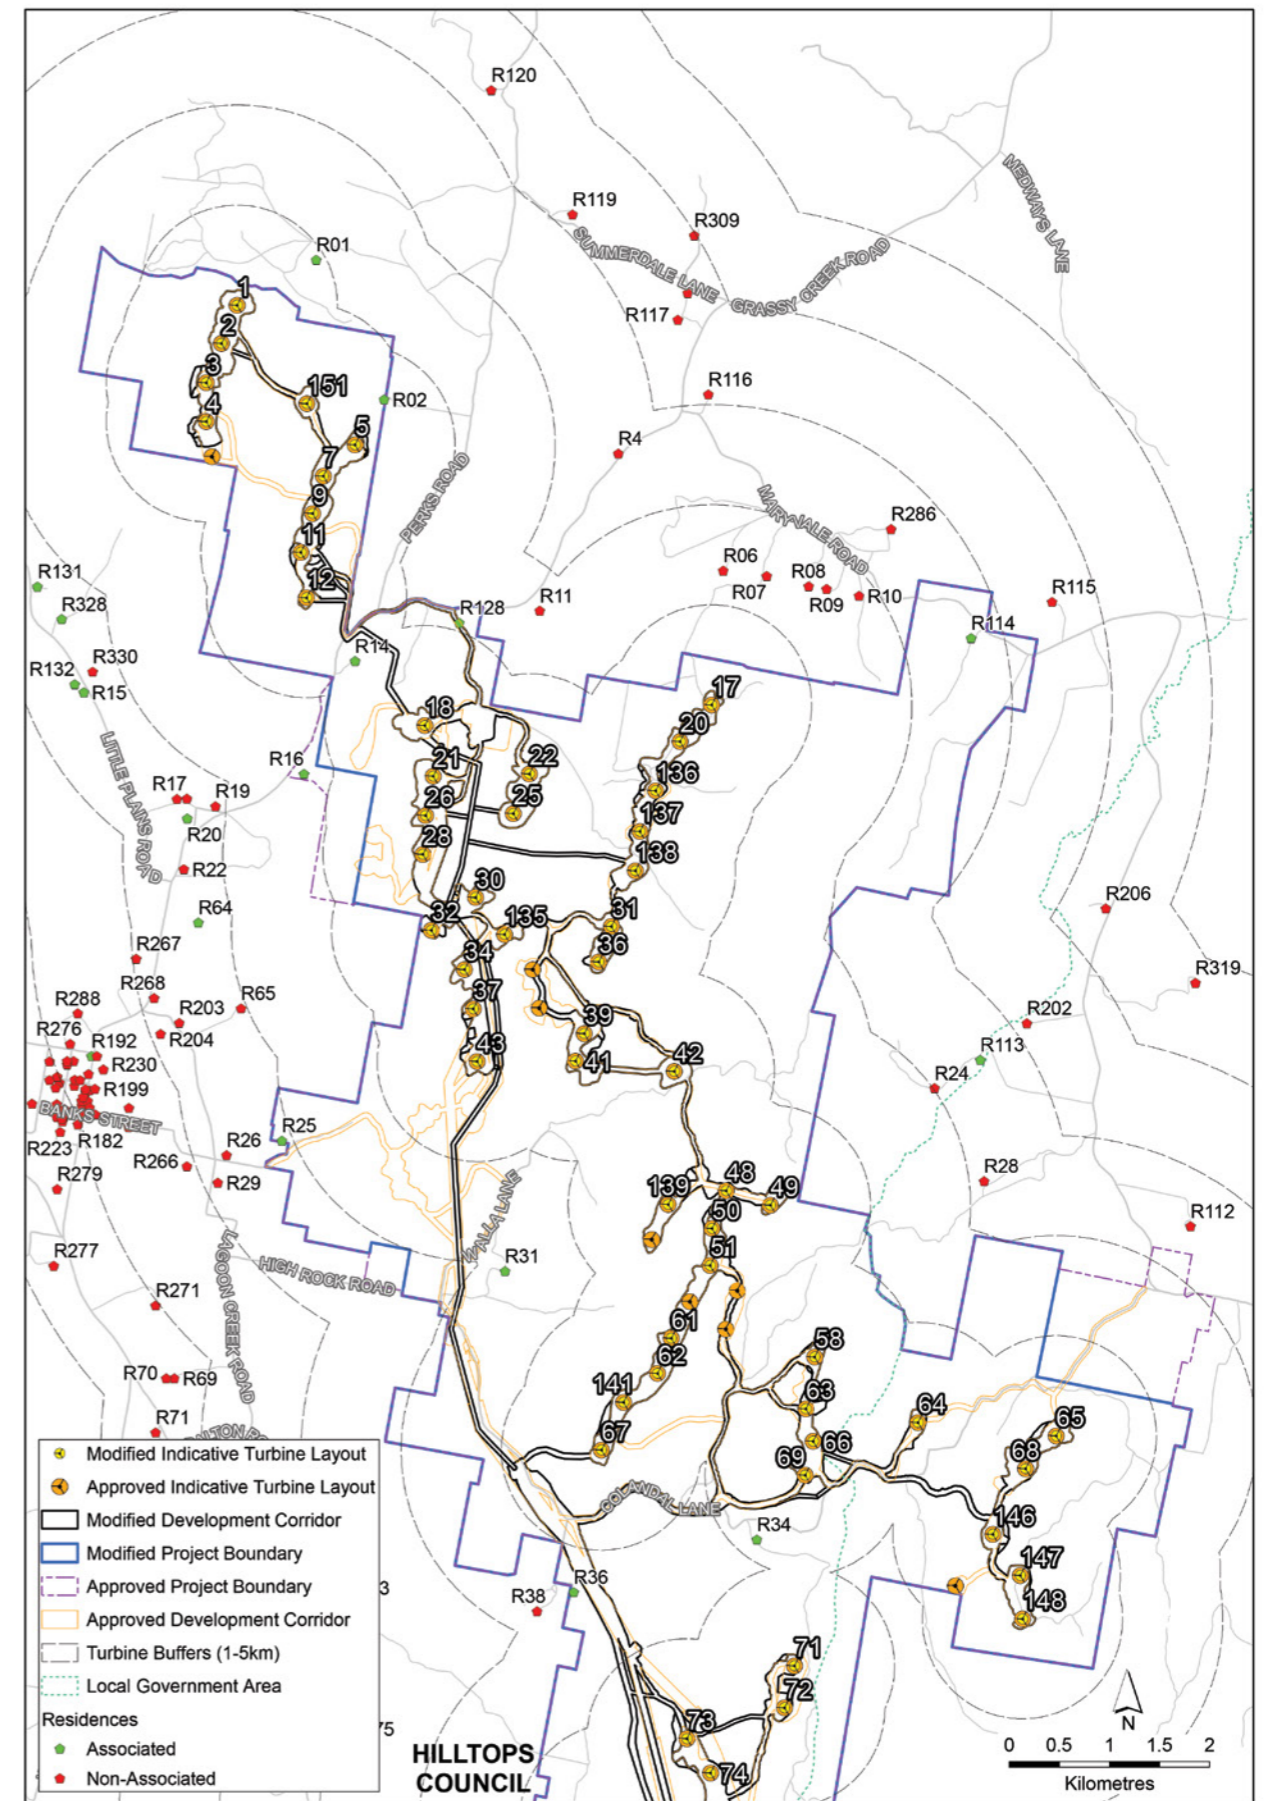 R120
R119
R309
MEDWAYS LANE
SUMMERDALE LANE
GRASSY CREEK ROAD
R01
1
R117
2
3
151
R116
4
R02
5
R4
7
PERKS ROAD
9
MARYVALE ROAD
R286
11
R06
R07
R08
R09
R10
12
R131
R328
R128
R11
R115
R114
R14
R330
R132
R15
17
18
20
LITTLE PLAINS ROAD
R16
21
22
136
R17
R19
26
25
137
R20
28
138
R22
30
R64
32
135
31
R206
R267
34
36
R319
R268
R288
37
R203
R65
39
R202
R276
R192
R204
43
41
42
R113
R230
R24
R199
BANKS STREET
R223
R182
R25
R26
R266
R29
R279
139
48
49
R28
50
R112
WALLA LANE
51
R277
LAGOON CREEK ROAD
HIGH ROCK ROAD
R31
R271
61
58
62
R70
R69
141
63
64
65
R71
67
66
68
69
COLANDAL LANE
146
R34
147
148
R36
R38
71
72
73
74
Modified Indicative Turbine Layout
Approved Indicative Turbine Layout
Modified Development Corridor
Modified Project Boundary
Approved Project Boundary
3
Approved Development Corridor
Turbine Buffers (1-5km)
Local Government Area
Residences
Associated
Non-Associated
HILLTOPS
COUNCIL
N
0 0.5 1 1.5 2
Kilometres